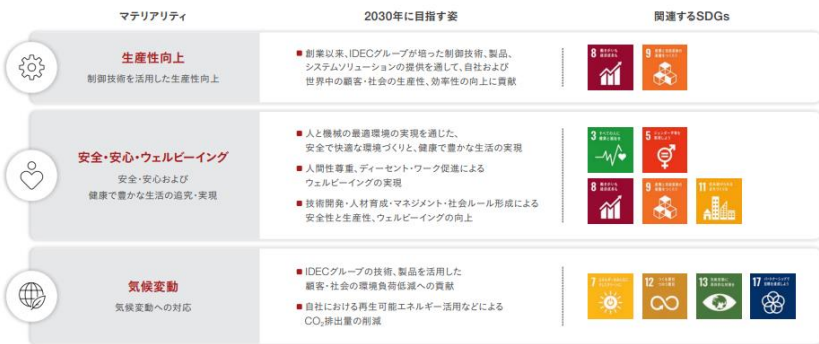 マテリアリティ
2030年に目指す姿
関連するSDGs
生産性向上
制御技術を活用した生産性向上
■ 創業以来、IDECグループが培った制御技術、製品、
システムソリューションの提供を通して、自社および
世界中の顧客・社会の生産性、効率性の向上に貢献
8
9
安全・安心・ウェルビーイング
安全・安心および
健康で豊かな生活の追究・実現
■ 人と機械の最適環境の実現を通じた、
安全で快適な環境づくりと、健康で豊かな生活の実現
■ 人間性尊重、ディーセント・ワーク促進による
ウェルビーイングの実現
■ 技術開発・人材育成・マネジメント・社会ルール形成による
安全性と生産性、ウェルビーイングの向上
3
5
8
9
11
気候変動
気候変動への対応
■ IDECグループの技術、製品を活用した
顧客・社会の環境負荷低減への貢献
■ 自社における再生可能エネルギー活用などによる
CO₂排出量の削減
7
12
13
17